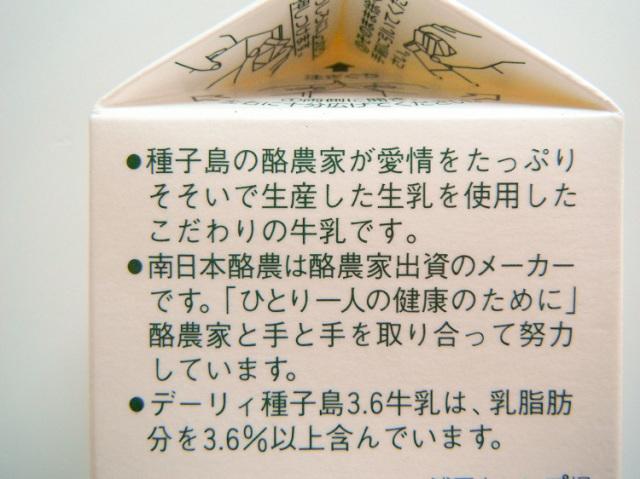 注ぎぐち
●種子島の酪農家が愛情をたっぷり
そそいで生産した生乳を使用した
こだわりの牛乳です。
●南日本酪農は酪農家出資のメーカー
です。「ひとり一人の健康のために」
酪農家と手と手を取り合って努力
しています。
●デーリィ種子島3.6牛乳は、乳脂肪
分を3.6%以上含んでいます。